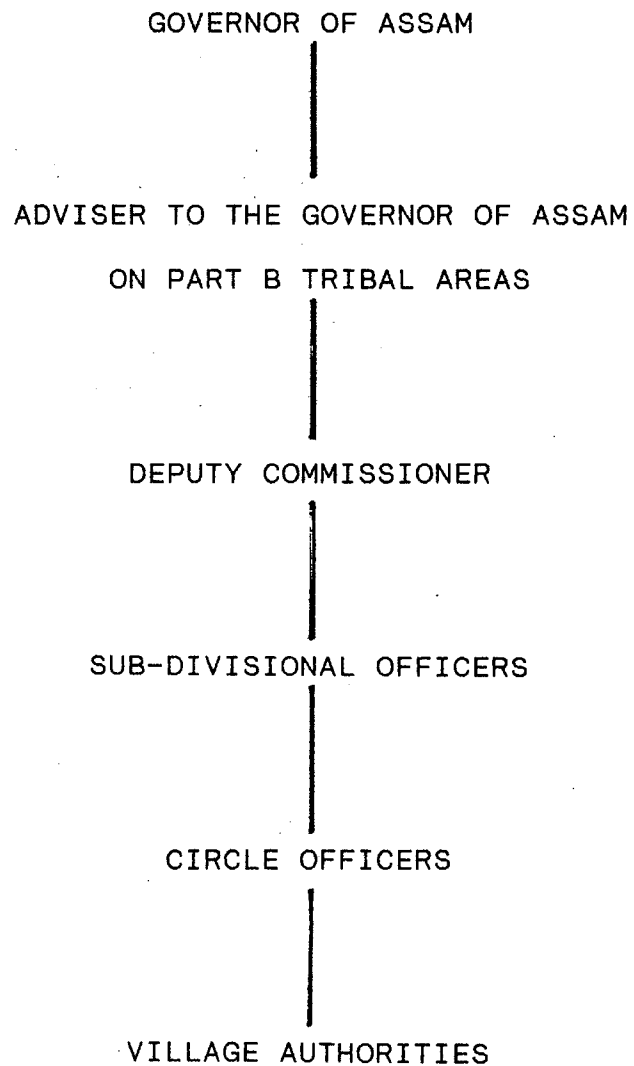 GOVERNOR OF ASSAM
ADVISER TO THE GOVERNOR OF ASSAM
ON PART B TRIBAL AREAS
DEPUTY COMMISSIONER
SUB-DIVISIONAL OFFICERS
CIRCLE OFFICERS
VILLAGE AUTHORITIES